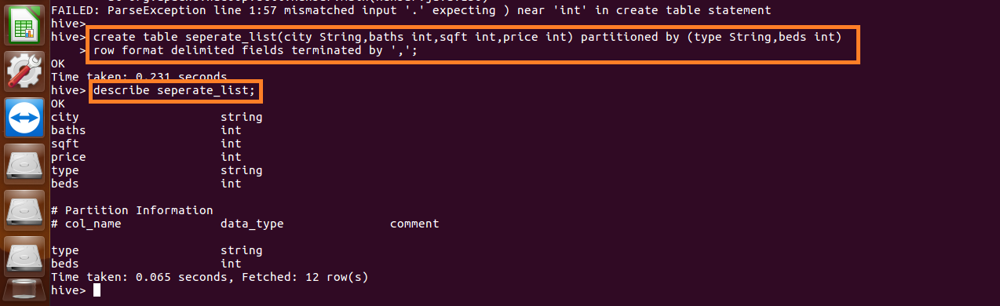 FAILED: ParseException line 1:57 mismatched input '.' expecting ) near 'int' in create table statement
hive>
hive> create table seperate_list(city String,baths int,sqft int,price int) partitioned by (type String,beds int)
> row format delimited fields terminated by ',';
OK
Time taken: 0.231 seconds
hive> describe seperate_list;
OK
city string
baths int
sqft int
price int
type string
beds int
# Partition Information
# col_name data_type comment
type string
beds int
Time taken: 0.065 seconds, Fetched: 12 row(s)
hive>